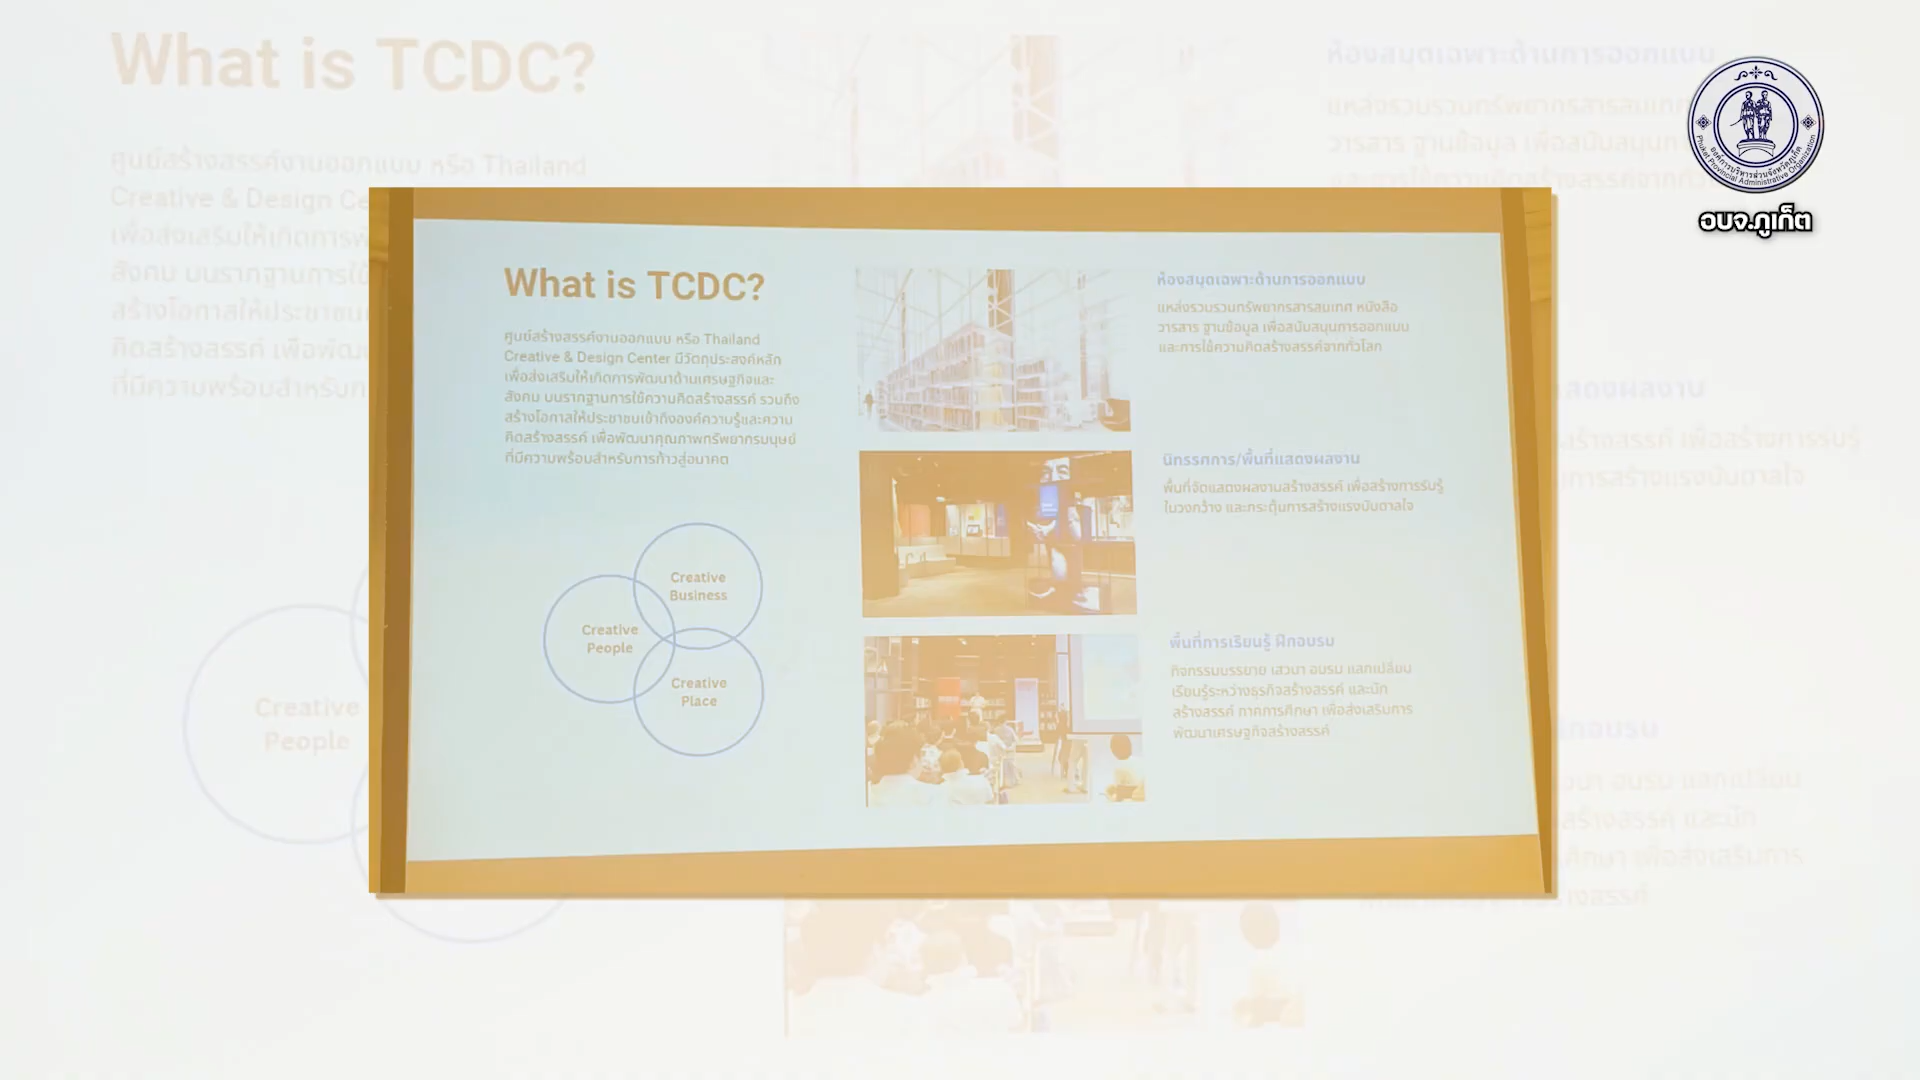 What is TCDC?
ศูนย์สร้างสรรค์งานออกแบบ หรือ Thailand
Creative & Design Center มีวัตถุประสงค์หลัก
เพื่อส่งเสริมให้เกิดการพัฒนาด้านเศรษฐกิจและ
สังคม บนรากฐานการใช้ความคิดสร้างสรรค์ รวมถึง
สร้างโอกาสให้ประชาชนเข้าถึงองค์ความรู้และความ
คิดสร้างสรรค์ เพื่อพัฒนาคุณภาพทรัพยากรมนุษย์
ที่มีความพร้อมสำหรับการก้าวสู่อนาคต
Creative
Business
Creative
People
Creative
Place
ห้องสมุดเฉพาะด้านการออกแบบ
แหล่งรวบรวมทรัพยากรสารสนเทศ หนังสือ
วารสาร ฐานข้อมูล เพื่อสนับสนุนการออกแบบ
และการใช้ความคิดสร้างสรรค์จากทั่วโลก
นิทรรศการ/พื้นที่แสดงผลงาน
พื้นที่จัดแสดงผลงานสร้างสรรค์ เพื่อสร้างการรับรู้
ในวงกว้าง และกระตุ้นการสร้างแรงบันดาลใจ
พื้นที่การเรียนรู้ ฝึกอบรม
กิจกรรมบรรยาย เสวนา อบรม แลกเปลี่ยน
เรียนรู้ระหว่างธุรกิจสร้างสรรค์ และนัก
สร้างสรรค์ ภาคการศึกษา เพื่อส่งเสริมการ
พัฒนาเศรษฐกิจสร้างสรรค์
องค์การบริหารส่วนจังหวัดภูเก็ต
Phuket Provincial Administrative Organization
อบจ.ภูเก็ต